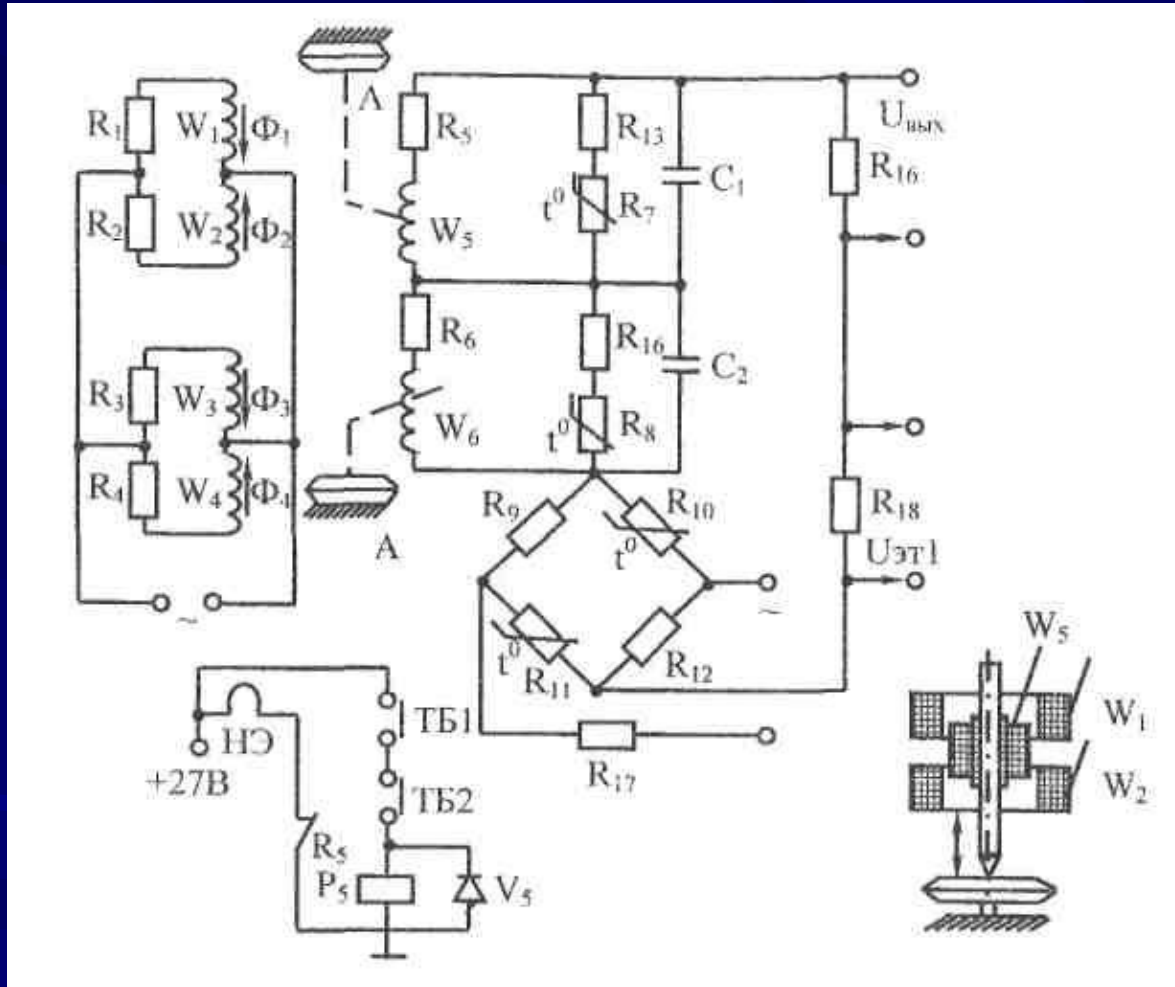 R₁
W₁
Φ₁
R₂
W₂
Φ₂
R₃
W₃
Φ₃
R₄
W₄
Φ₄
~
Λ
R₅
W₅
R₆
W₆
А
R₁₃
t⁰
R₇
C₁
R₁₆
t⁰
R₈
C₂
Uвых
R₁₆
R₁₈
Uэт1
R₉
R₁₀
t⁰
~
t⁰
R₁₁
R₁₂
R₁₇
НЭ
+27В
ТБ1
ТБ2
R₅
P₅
V₅
W₅
W₁
W₂